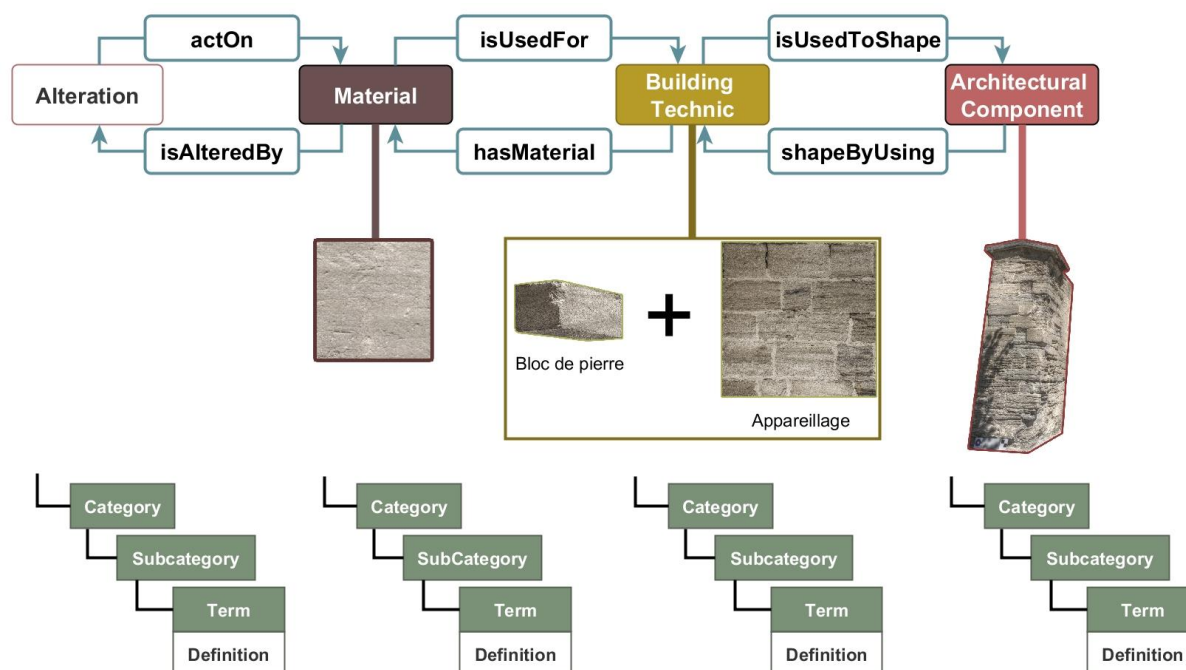 actOn
isUsedFor
isUsedToShape
Alteration
Material
Building
Technic
Architectural
Component
isAlteredBy
hasMaterial
shapeByUsing
Bloc de pierre
Appareillage
Category
Subcategory
Term
Definition
Category
SubCategory
Term
Definition
Category
Subcategory
Term
Definition
Category
Subcategory
Term
Definition